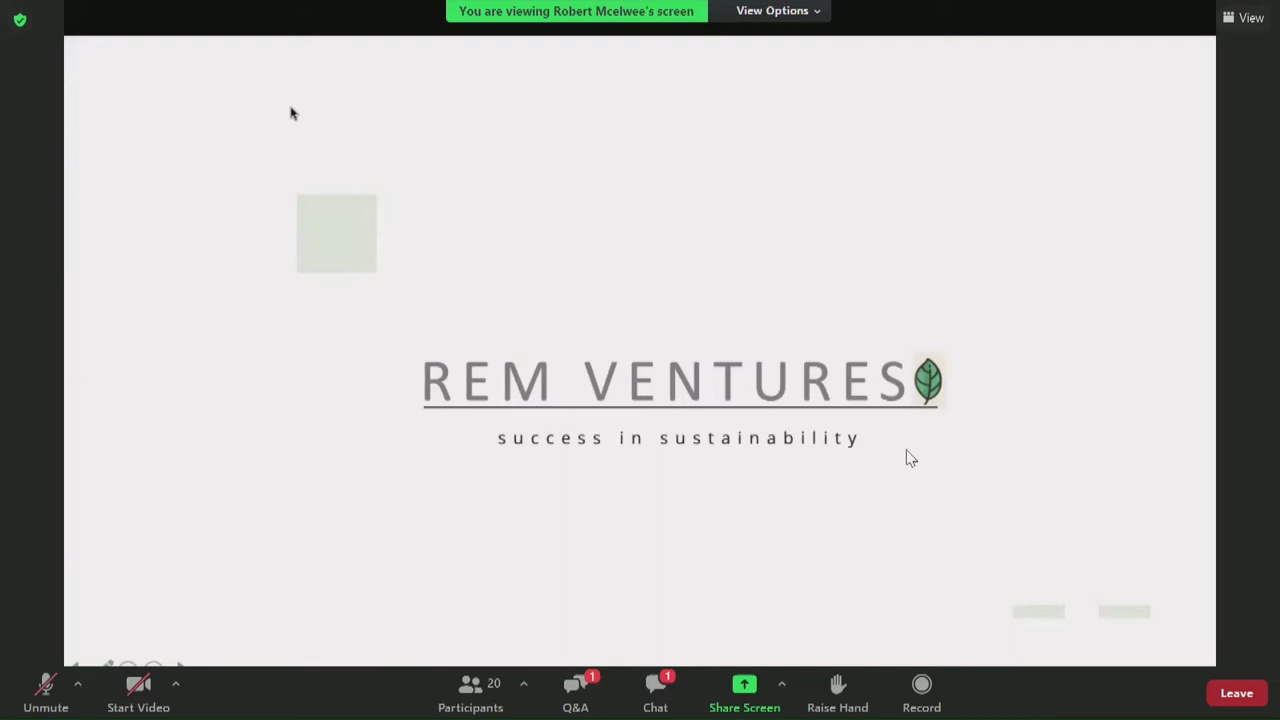 You are viewing Robert Mcelwee's screen
View Options
View
REM VENTURES
success in sustainability
Unmute
Start Video
20
Participants
1
Q&A
1
Chat
Share Screen
Raise Hand
Record
Leave